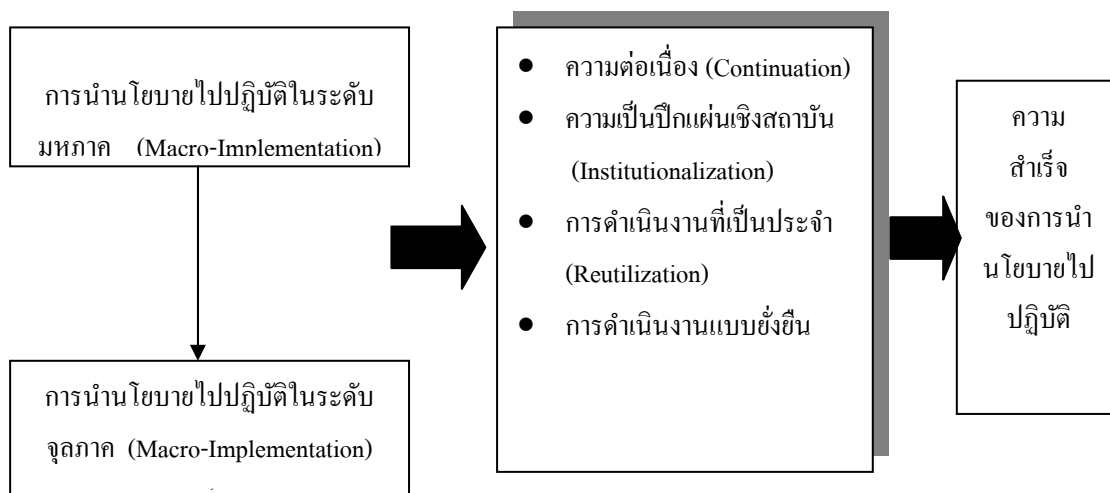 การนำนโยบายไปปฏิบัติในระดับ
มหภาค (Macro-Implementation)
การนำนโยบายไปปฏิบัติในระดับ
จุลภาค (Macro-Implementation)
● ความต่อเนื่อง (Continuation)
● ความเป็นปึกแผ่นเชิงสถาบัน
(Institutionalization)
● การดำเนินงานที่เป็นประจำ
(Reutilization)
● การดำเนินงานแบบยั่งยืน
ความ
สำเร็จ
ของการนำ
นโยบายไป
ปฏิบัติ